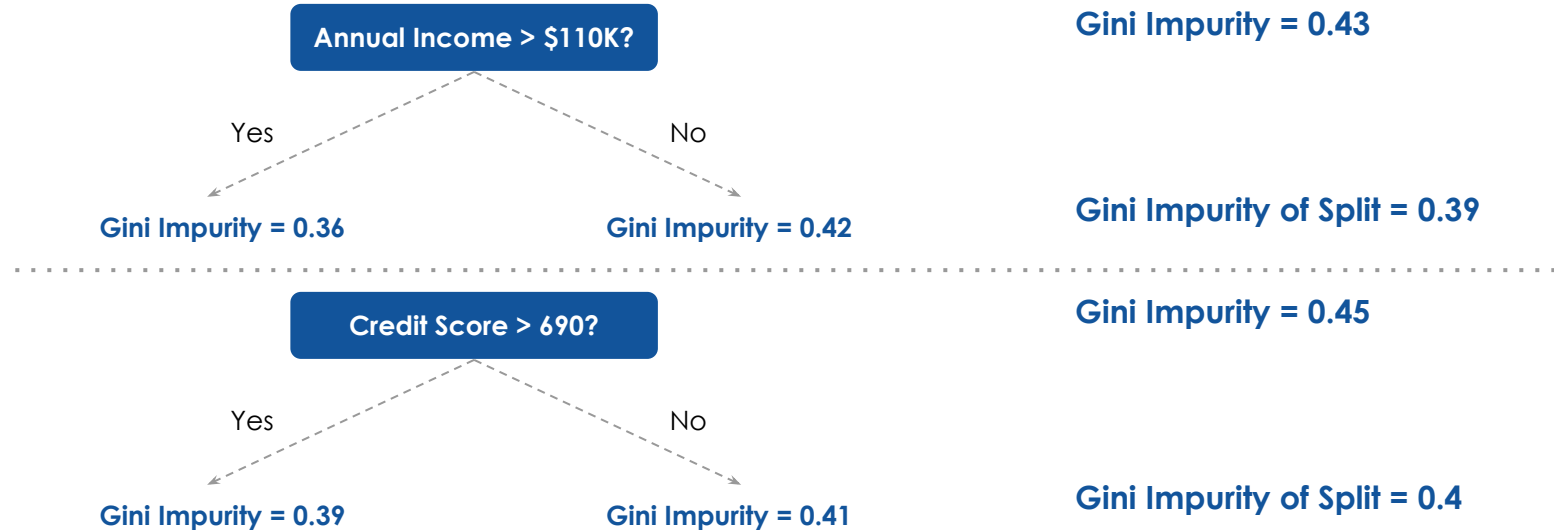 Annual Income > $110K?
Gini Impurity = 0.43
Yes
No
Gini Impurity = 0.36
Gini Impurity = 0.42
Gini Impurity of Split = 0.39
Credit Score > 690?
Gini Impurity = 0.45
Yes
No
Gini Impurity = 0.39
Gini Impurity = 0.41
Gini Impurity of Split = 0.4